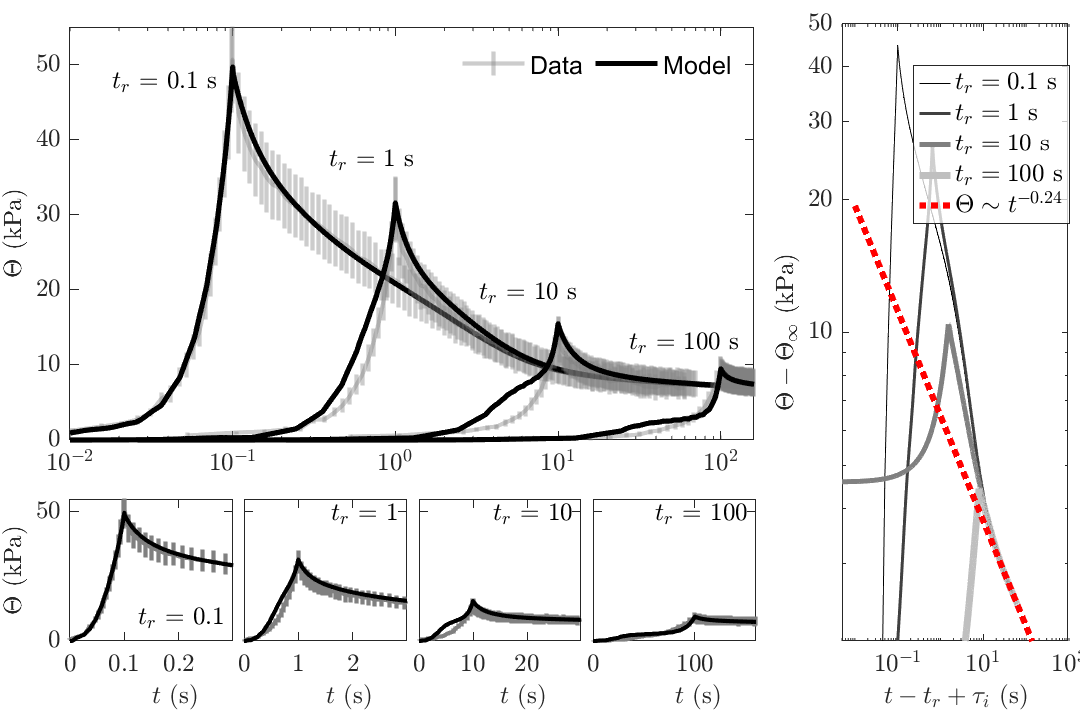 Data
Model
t_r = 0.1 s
t_r = 1 s
t_r = 10 s
t_r = 100 s
Θ (kPa)
50
40
30
20
10
0
10^{-2}
10^{-1}
10^{0}
10^{1}
10^{2}
Θ (kPa)
50
0
t_r = 0.1
0
0.1
0.2
t (s)
t_r = 1
0
1
2
t (s)
t_r = 10
0
10
20
t (s)
t_r = 100
0
100
t (s)
Θ − Θ_∞ (kPa)
50
40
30
20
10
t_r = 0.1 s
t_r = 1 s
t_r = 10 s
t_r = 100 s
Θ ∼ t^{−0.24}
10^{-1}
10^{1}
10^{3}
t − t_r + τ_i (s)